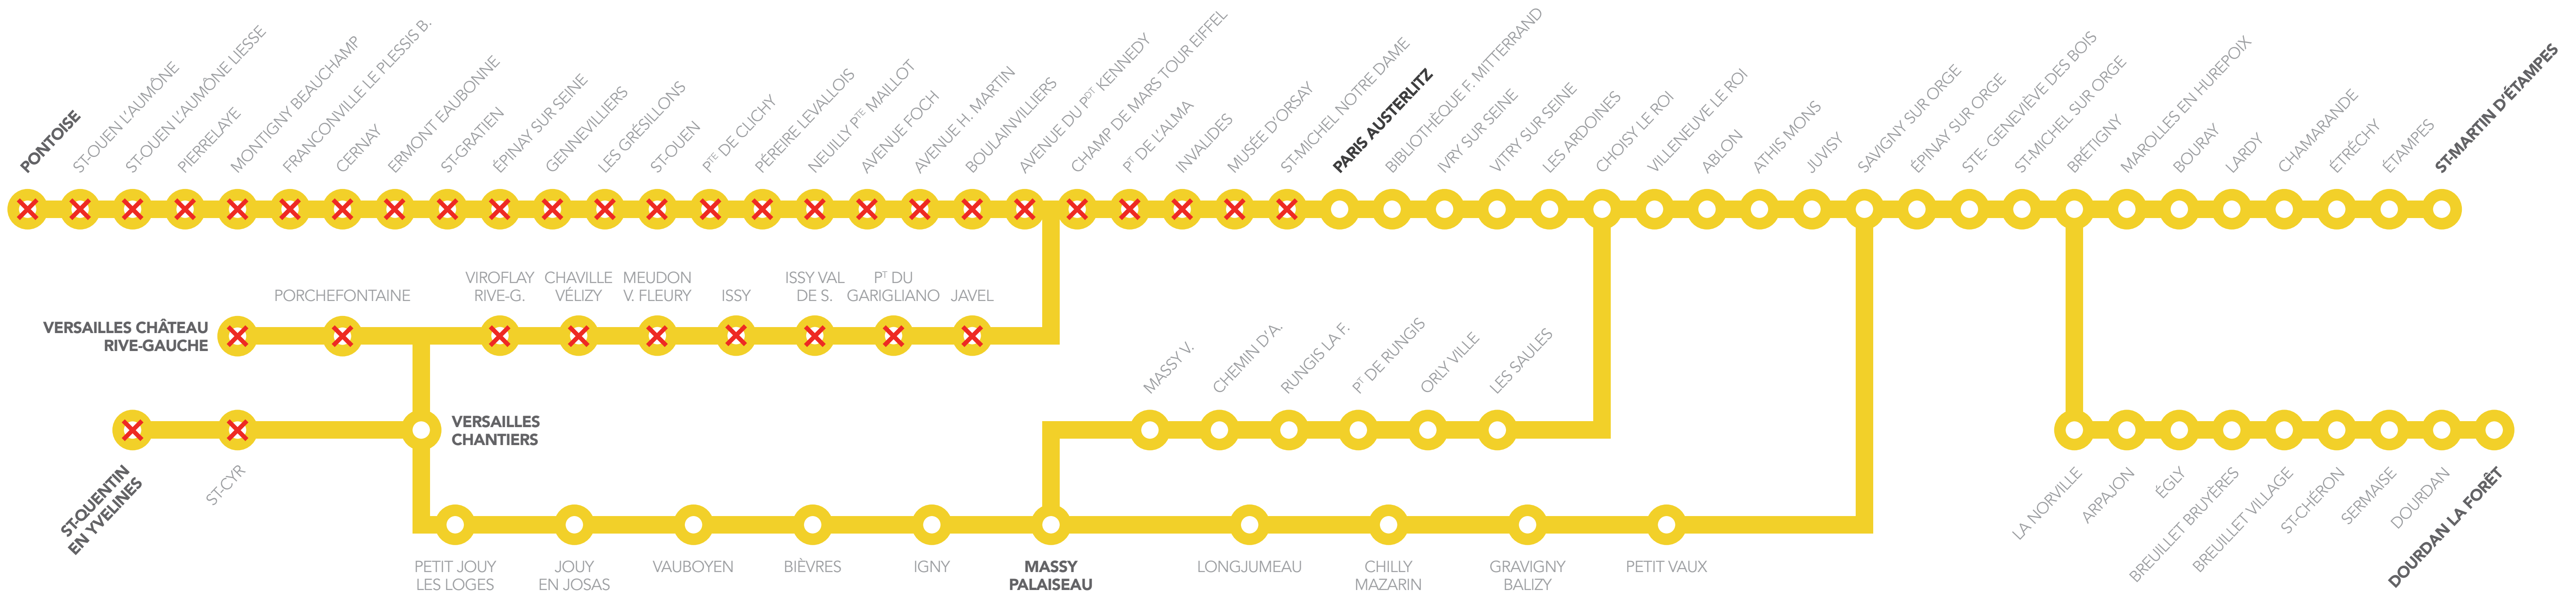 PONTOISE
ST-OUEN L'AUMÔNE
ST-OUEN L'AUMÔNE LIESSE
PIERRELAYE
MONTIGNY BEAUCHAMP
FRANCONVILLE LE PLESSIS B.
CERNAY
ERMONT EAUBONNE
ST-GRATIEN
ÉPINAY SUR SEINE
GENNEVILLIERS
LES GRÉSILLONS
ST-OUEN
PTE DE CLICHY
PÉREIRE LEVALLOIS
NEUILLY PTE MAILLOT
AVENUE FOCH
AVENUE H. MARTIN
BOULAINVILLIERS
AVENUE DU PDT KENNEDY
CHAMP DE MARS TOUR EIFFEL
PT DE L'ALMA
INVALIDES
MUSÉE D'ORSAY
ST-MICHEL NOTRE DAME
PARIS AUSTERLITZ
BIBLIOTHÈQUE F. MITTERRAND
IVRY SUR SEINE
VITRY SUR SEINE
LES ARDOINES
CHOISY LE ROI
VILLENEUVE LE ROI
ABLON
ATHIS MONS
JUVISY
SAVIGNY SUR ORGE
ÉPINAY SUR ORGE
STE- GENEVIÈVE DES BOIS
ST-MICHEL SUR ORGE
BRÉTIGNY
MAROLLES EN HUREPOIX
BOURAY
LARDY
CHAMARANDE
ÉTRÉCHY
ÉTAMPES
ST-MARTIN D'ÉTAMPES
VERSAILLES CHÂTEAU
RIVE-GAUCHE
PORCHEFONTAINE
VIROFLAY
RIVE-G.
CHAVILLE
VÉLIZY
MEUDON
V. FLEURY
ISSY
ISSY VAL
DE S.
PT DU
GARIGLIANO
JAVEL
ST-QUENTIN
EN YVELINES
ST-CYR
VERSAILLES
CHANTIERS
MASSY V.
CHEMIN D'A.
RUNGIS LA F.
PT DE RUNGIS
ORLY VILLE
LES SAULES
PETIT JOUY
LES LOGES
JOUY
EN JOSAS
VAUBOYEN
BIÈVRES
IGNY
MASSY
PALAISEAU
LONGJUMEAU
CHILLY
MAZARIN
GRAVIGNY
BALIZY
PETIT VAUX
LA NORVILLE
ARPAJON
ÉGLY
BREUILLET BRUYÈRES
BREUILLET VILLAGE
ST-CHÉRON
SERMAISE
DOURDAN
DOURDAN LA FORÊT